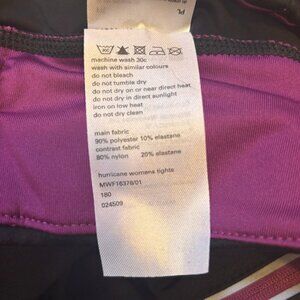 machine wash 30c
wash with similar colours
do not bleach
do not tumble dry
do not dry on or near direct heat
do not dry in direct sunlight
iron on low heat
do not dry clean
main fabric
90% polyester 10% elastane
contrast fabric
80% nylon 20% elastane
hurricane womens tights
MWF16378/01
180
024509